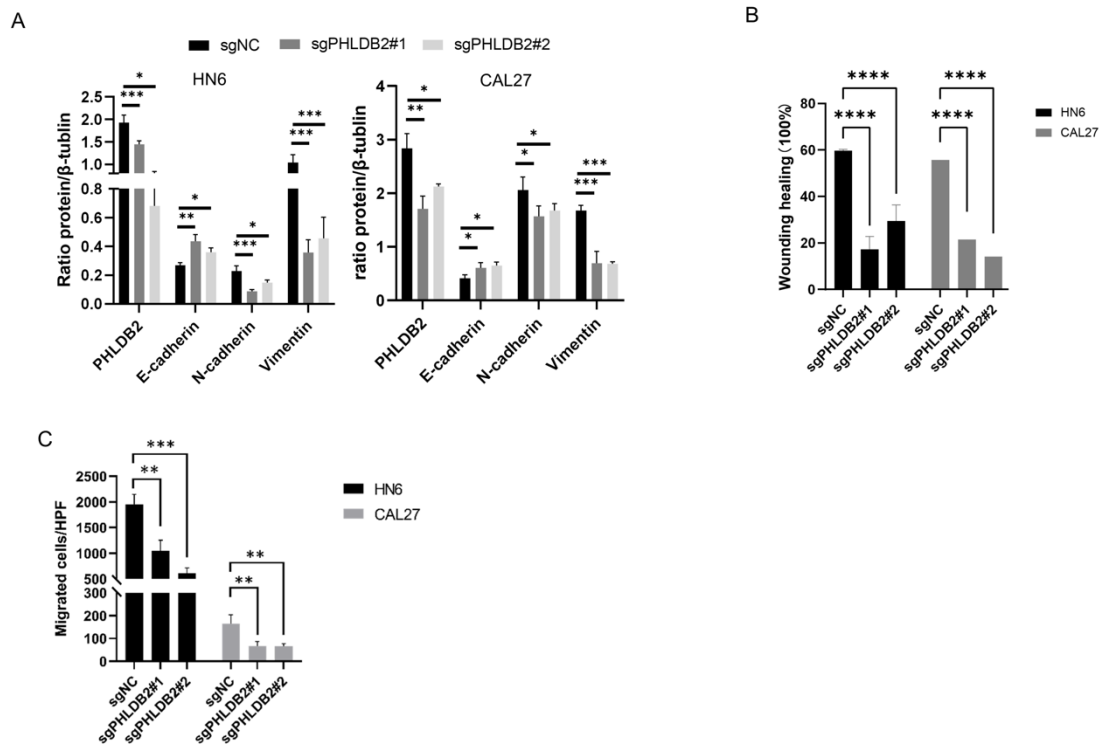 A
sgNC sgPHLDB2#1 sgPHLDB2#2
HN6
Ratio protein/β-tublin
2.5
2.0
1.5
1.0
0.8
0.6
0.4
0.2
0.0
* *** * ** * *** *** ***
PHLDB2 E-cadherin N-cadherin Vimentin
CAL27
ratio protein/β-tublin
4
3
2
1
0
* ** * * * * *** ***
PHLDB2 E-cadherin N-cadherin Vimentin
B
Wounding healing (100%)
80
60
40
20
0
**** ****
**** ****
sgNC sgPHLDB2#1 sgPHLDB2#2 sgNC sgPHLDB2#1 sgPHLDB2#2
HN6
CAL27
C
Migrated cells/HPF
2500
2000
1500
1000
500
300
200
100
0
***
**
**
**
sgNC sgPHLDB2#1 sgPHLDB2#2 sgNC sgPHLDB2#1 sgPHLDB2#2
HN6
CAL27